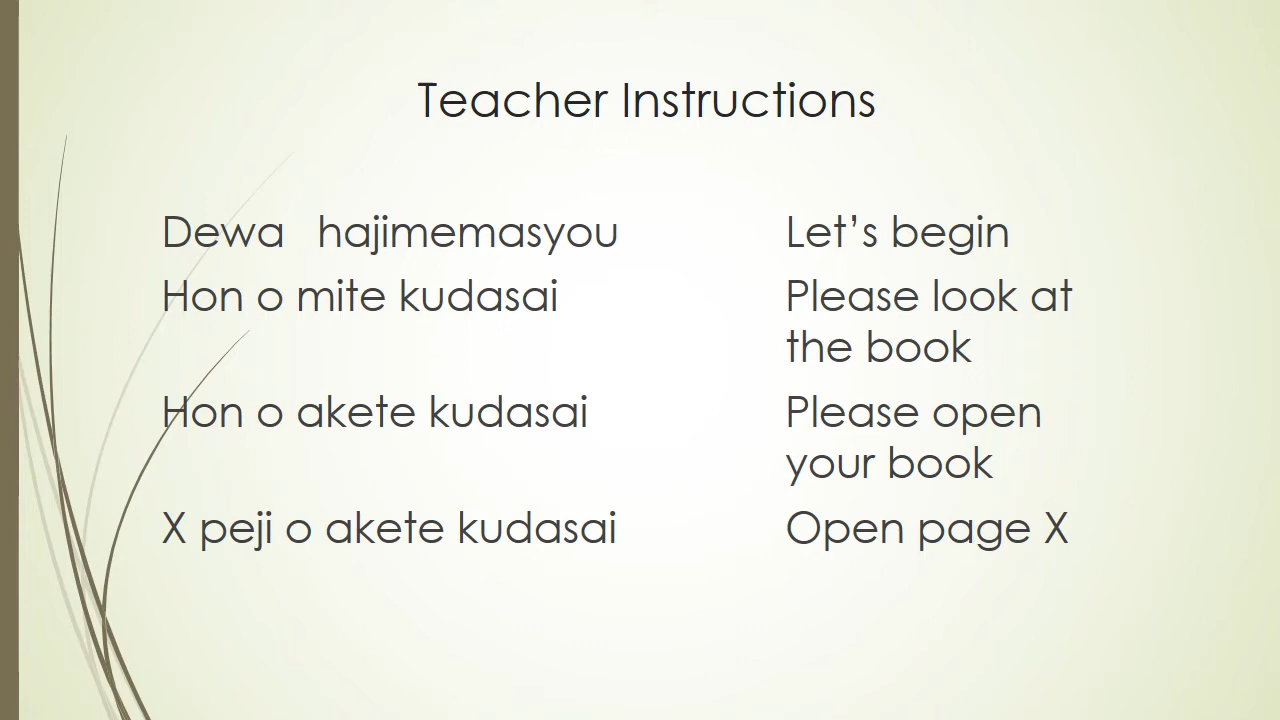 Teacher Instructions
Dewa hajimemasyou Let's begin
Hon o mite kudasai Please look at
the book
Hon o akete kudasai Please open
your book
X peji o akete kudasai Open page X